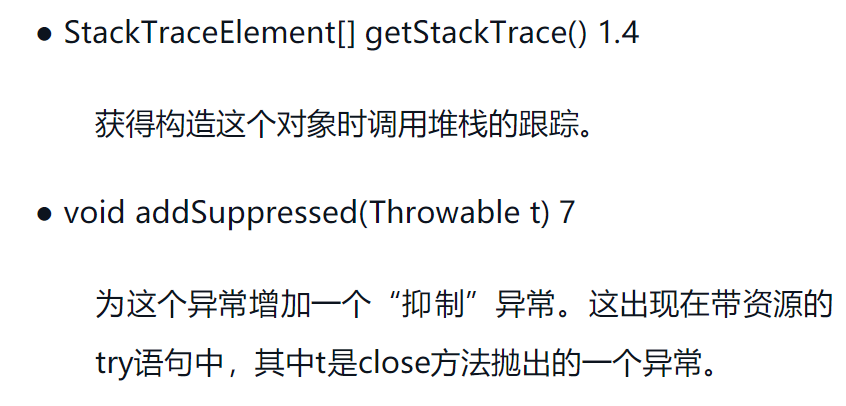 ● StackTraceElement[] getStackTrace() 1.4
获得构造这个对象时调用堆栈的跟踪。
● void addSuppressed(Throwable t) 7
为这个异常增加一个“抑制”异常。这出现在带资源的
try语句中，其中t是close方法抛出的一个异常。